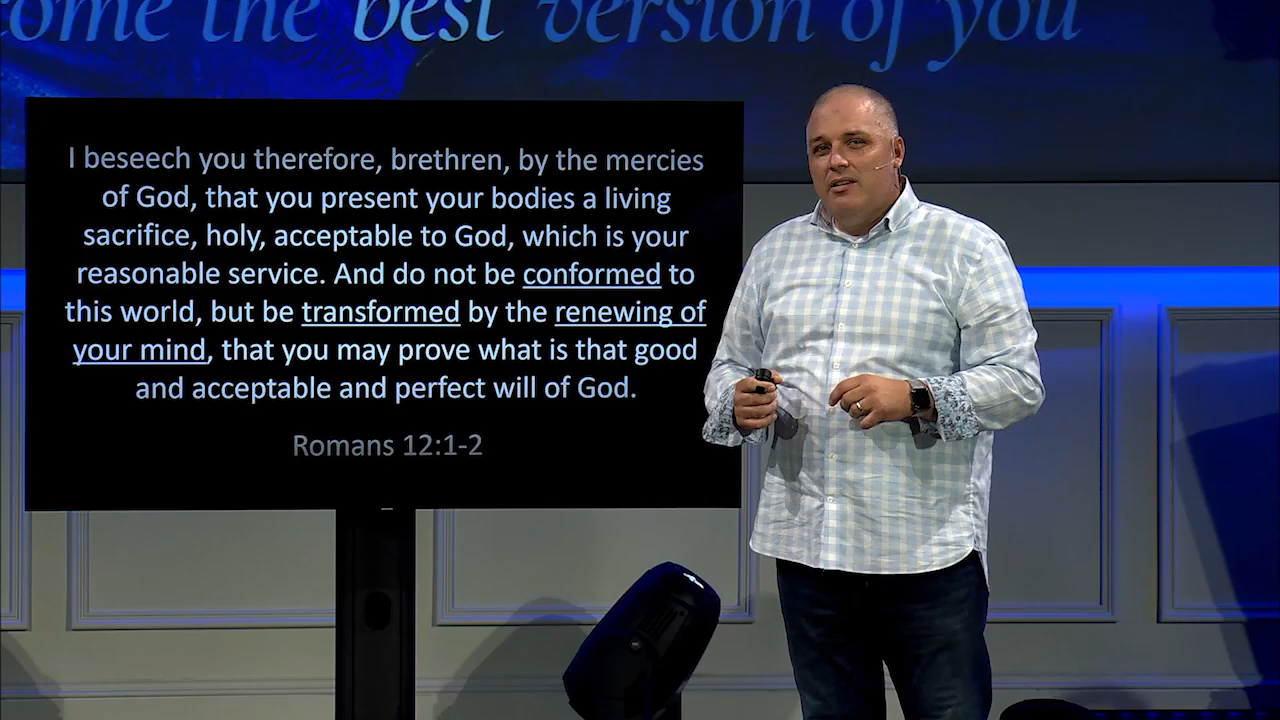 ome the best version of you
I beseech you therefore, brethren, by the mercies
of God, that you present your bodies a living
sacrifice, holy, acceptable to God, which is your
reasonable service. And do not be conformed to
this world, but be transformed by the renewing of
your mind, that you may prove what is that good
and acceptable and perfect will of God.
Romans 12:1-2